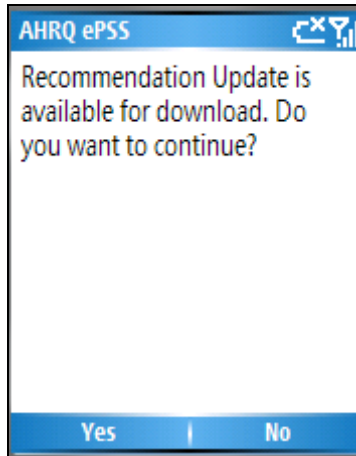 AHRQ ePSS
Recommendation Update is
available for download. Do
you want to continue?
Yes
No